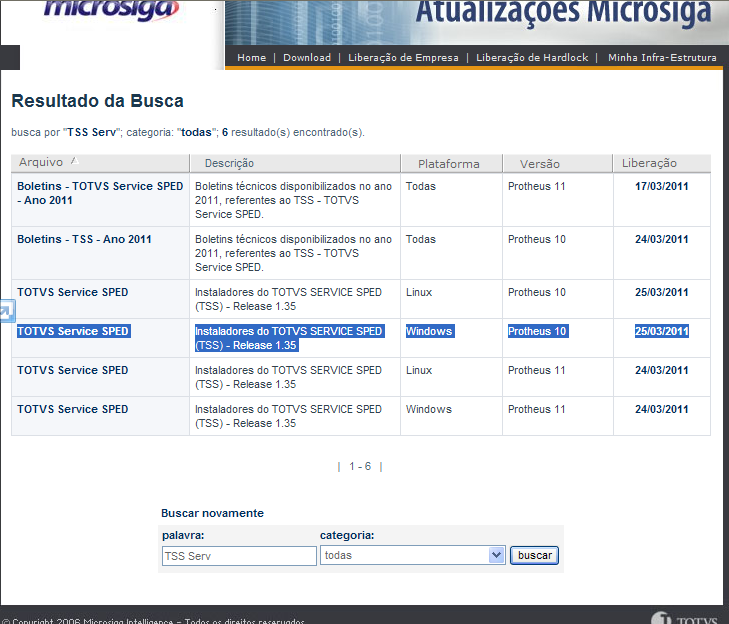 microsiga
Atualizações Microsiga
Home | Download | Liberação de Empresa | Liberação de Hardlock | Minha Infra-Estrutura
Resultado da Busca
busca por "TSS Serv"; categoria: "todas"; 6 resultado(s) encontrado(s).
Arquivo Descrição Plataforma Versão Liberação
Boletins - TOTVS Service SPED Boletins técnicos disponibilizados no ano Todas Protheus 11 17/03/2011
- Ano 2011 2011, referentes ao TSS - TOTVS
Service SPED.
Boletins - TSS - Ano 2011 Boletins técnicos disponibilizados no ano Todas Protheus 10 24/03/2011
2011, referentes ao TSS - TOTVS
Service SPED.
TOTVS Service SPED Instaladores do TOTVS SERVICE SPED Linux Protheus 10 25/03/2011
(TSS) - Release 1.35
TOTVS Service SPED Instaladores do TOTVS SERVICE SPED Windows Protheus 10 25/03/2011
(TSS) - Release 1.35
TOTVS Service SPED Instaladores do TOTVS SERVICE SPED Linux Protheus 11 24/03/2011
(TSS) - Release 1.35
TOTVS Service SPED Instaladores do TOTVS SERVICE SPED Windows Protheus 11 24/03/2011
(TSS) - Release 1.35
| 1 - 6 |
Buscar novamente
palavra: categoria:
TSS Serv todas buscar
© Copyright 2006 Microsiga Intelligence - Todos os direitos reservados
TOTVS